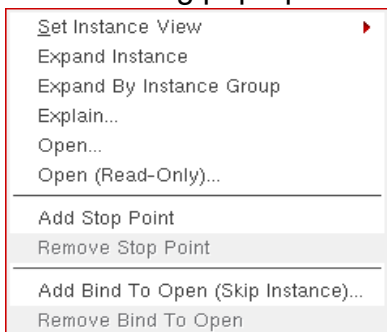 Set Instance View
Expand Instance
Expand By Instance Group
Explain...
Open...
Open (Read-Only)...
Add Stop Point
Remove Stop Point
Add Bind To Open (Skip Instance)...
Remove Bind To Open